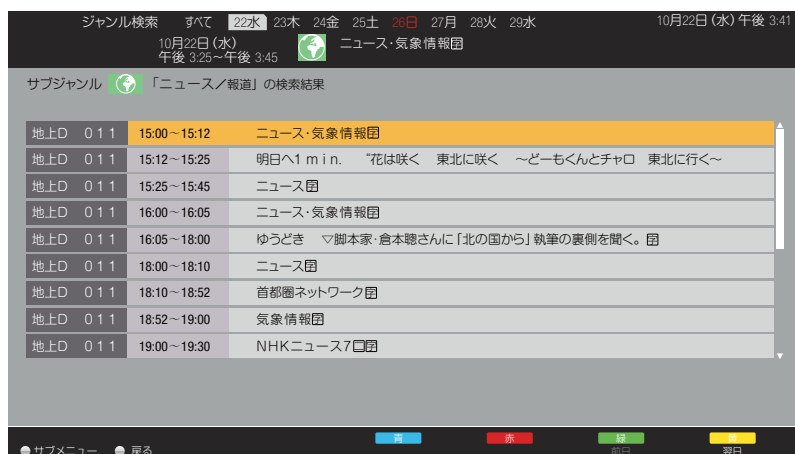 ジャンル検索 すべて 22水 23木 24金 25土 26日 27月 28火 29水 10月22日(水)午後 3:41
10月22日(水)
午後 3:25～午後 3:45 ニュース・気象情報🈑
サブジャンル 「ニュース／報道」の検索結果
地上D 011 15:00～15:12 ニュース・気象情報🈑
地上D 011 15:12～15:25 明日へ1min. “花は咲く 東北に咲く ～どーもくんとチャロ 東北に行く～
地上D 011 15:25～15:45 ニュース🈑
地上D 011 16:00～16:05 ニュース・気象情報🈑
地上D 011 16:05～18:00 ゆうどき ▽脚本家・倉本聰さんに「北の国から」執筆の裏側を聞く。🈑
地上D 011 18:00～18:10 ニュース🈑
地上D 011 18:10～18:52 首都圏ネットワーク🈑
地上D 011 18:52～19:00 気象情報🈑
地上D 011 19:00～19:30 NHKニュース7🈑
青 赤 緑 黄
サブメニュー 戻る 前日 翌日